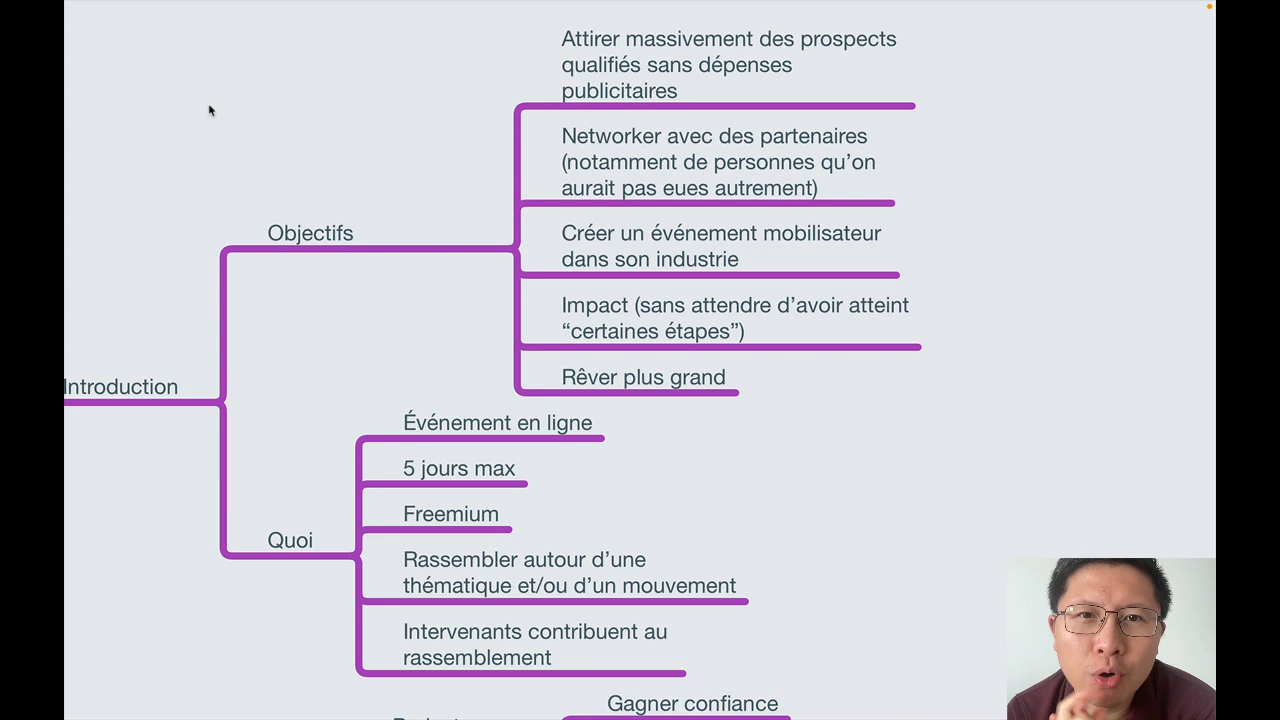 Attirer massivement des prospects
qualifiés sans dépenses
publicitaires
Networker avec des partenaires
(notamment de personnes qu’on
aurait pas eues autrement)
Objectifs
Créer un événement mobilisateur
dans son industrie
Impact (sans attendre d’avoir atteint
“certaines étapes”)
Rêver plus grand
Introduction
Événement en ligne
5 jours max
Freemium
Quoi
Rassembler autour d’une
thématique et/ou d’un mouvement
Intervenants contribuent au
rassemblement
Gagner confiance